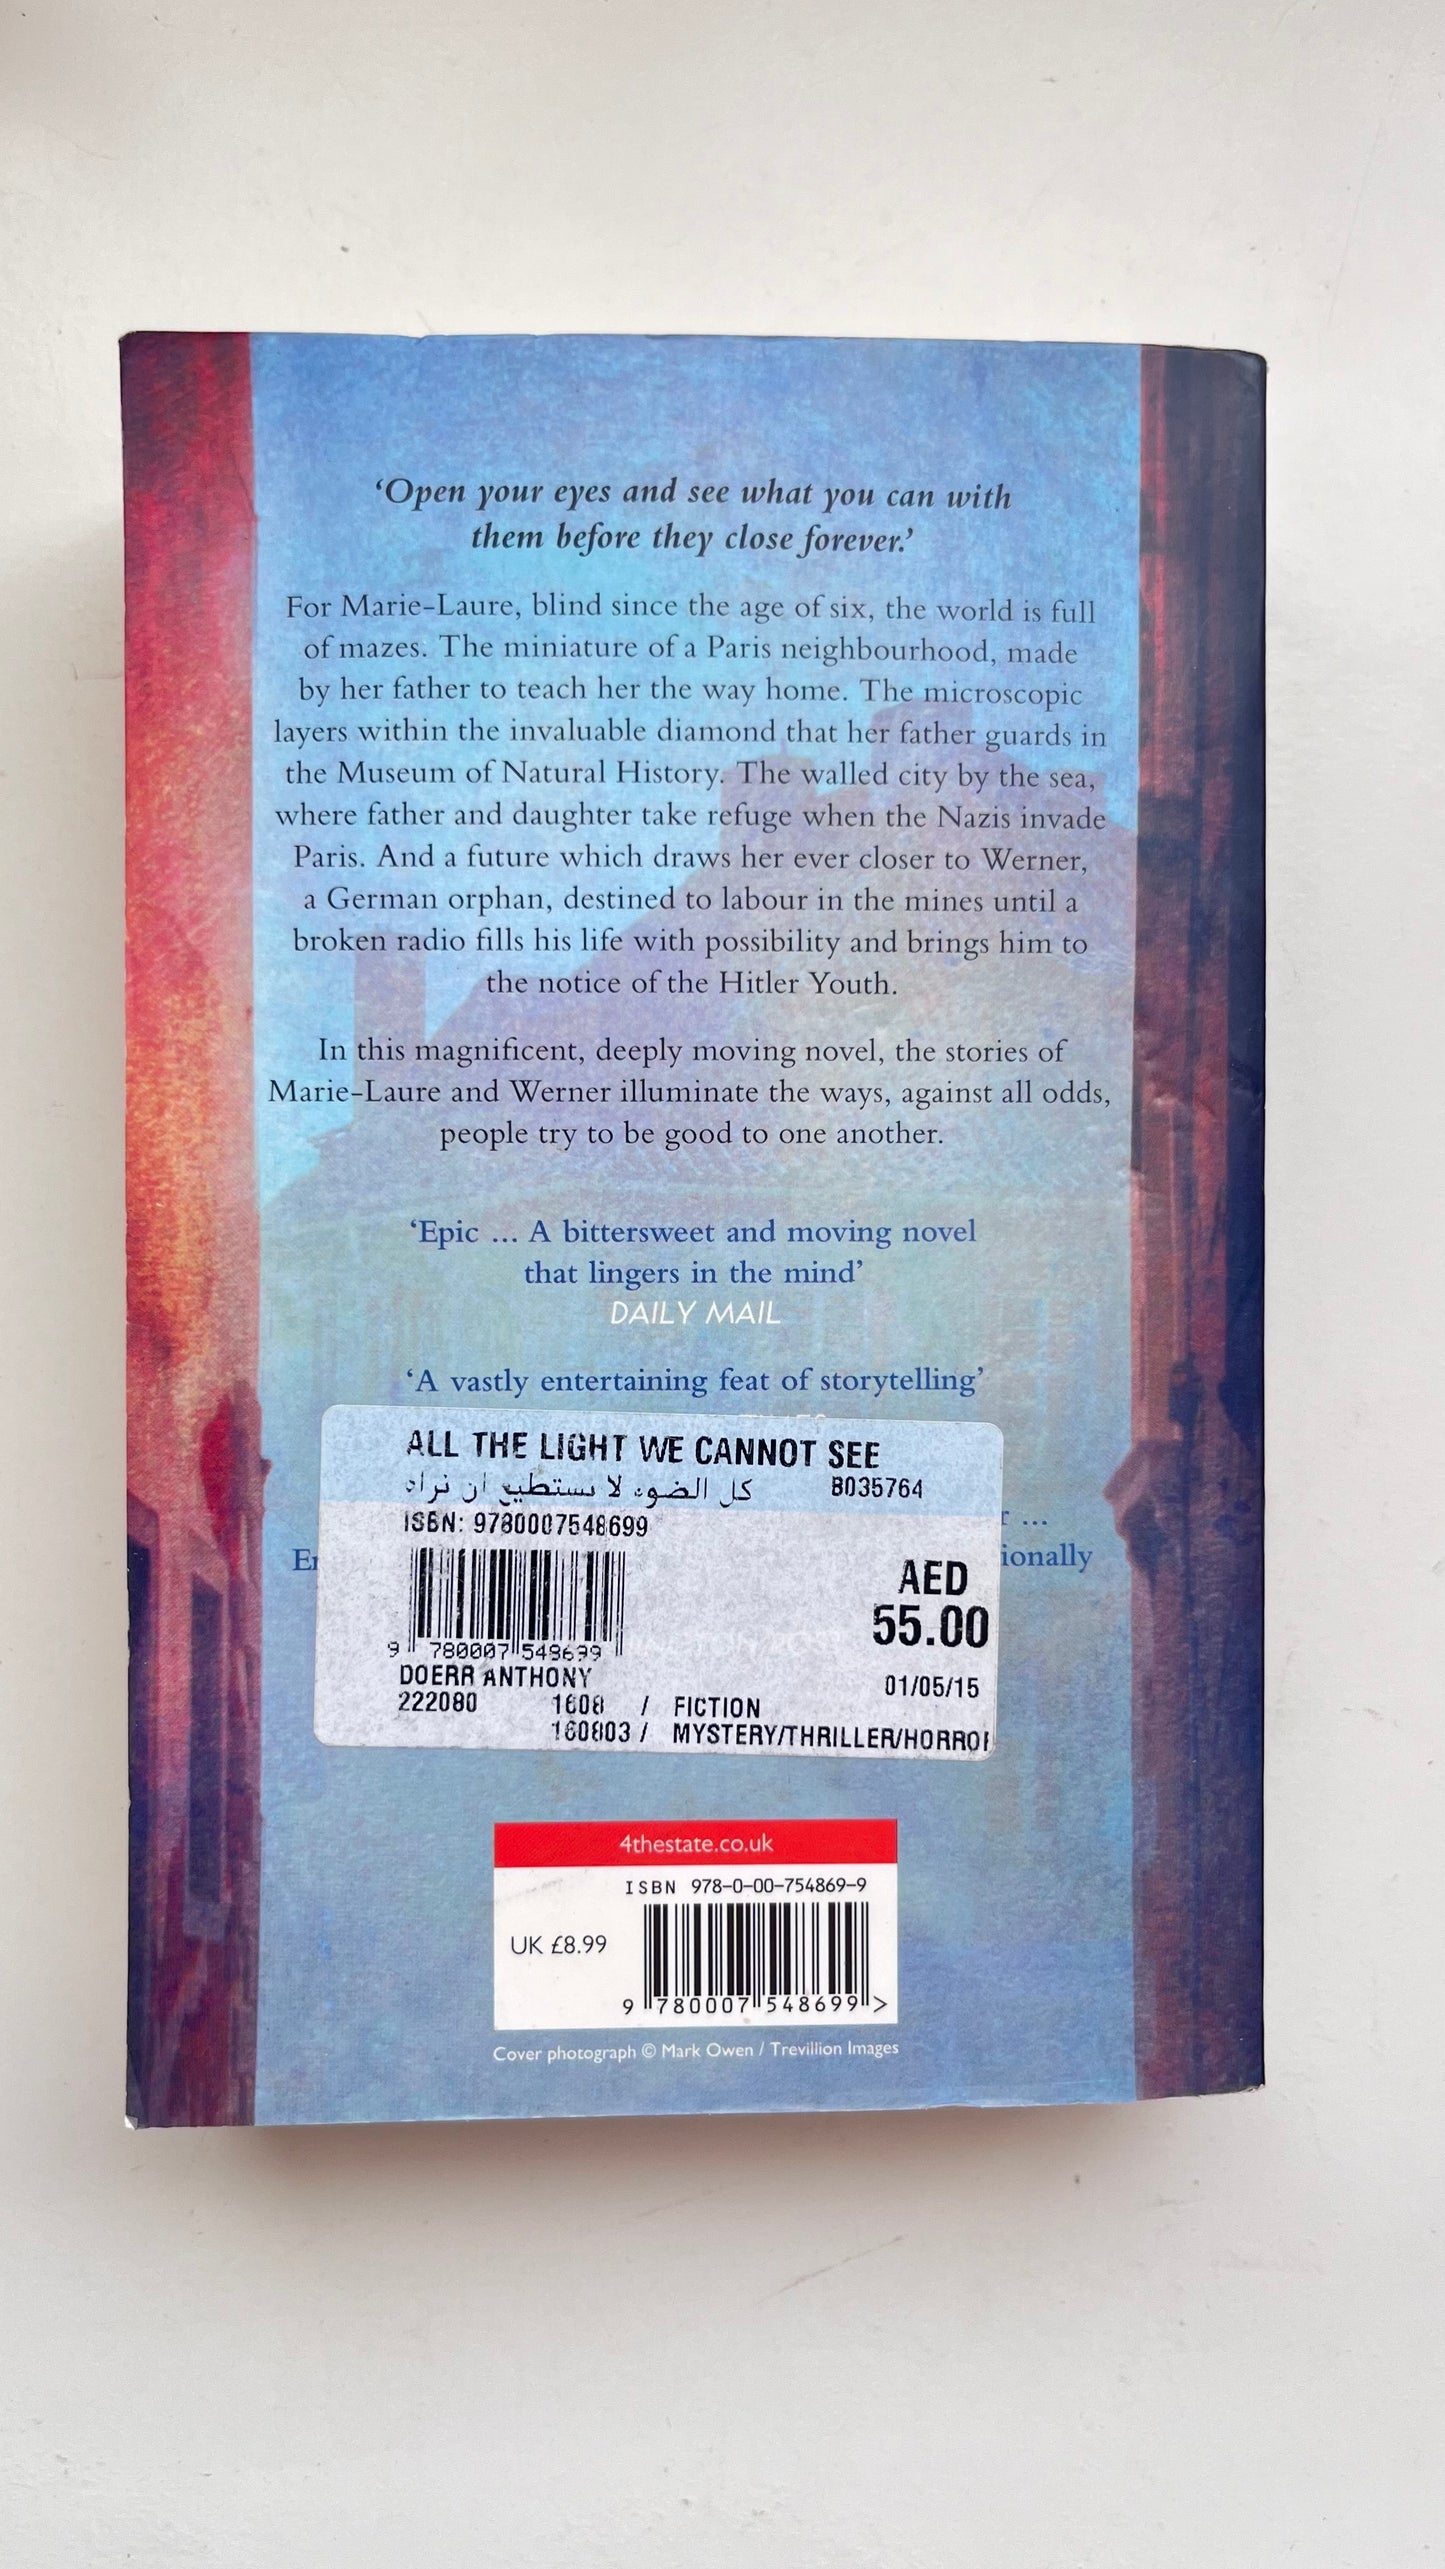 ‘Open your eyes and see what you can with
them before they close forever.’
For Marie-Laure, blind since the age of six, the world is full
of mazes. The miniature of a Paris neighbourhood, made
by her father to teach her the way home. The microscopic
layers within the invaluable diamond that her father guards in
the Museum of Natural History. The walled city by the sea,
where father and daughter take refuge when the Nazis invade
Paris. And a future which draws her ever closer to Werner,
a German orphan, destined to labour in the mines until a
broken radio fills his life with possibility and brings him to
the notice of the Hitler Youth.
In this magnificent, deeply moving novel, the stories of
Marie-Laure and Werner illuminate the ways, against all odds,
people try to be good to one another.
‘Epic ... A bittersweet and moving novel
that lingers in the mind’
DAILY MAIL
‘A vastly entertaining feat of storytelling’
ALL THE LIGHT WE CANNOT SEE
كل الضوء لا نستطيع ان نراه B035764
ISBN: 9780007548699
AED
55.00
9 780007 548699
DOERR ANTHONY
01/05/15
222080 1608 / FICTION
160803 / MYSTERY/THRILLER/HORROR
4thestate.co.uk
ISBN 978-0-00-754869-9
UK £8.99
9 780007 548699 >
Cover photograph © Mark Owen / Trevillion Images